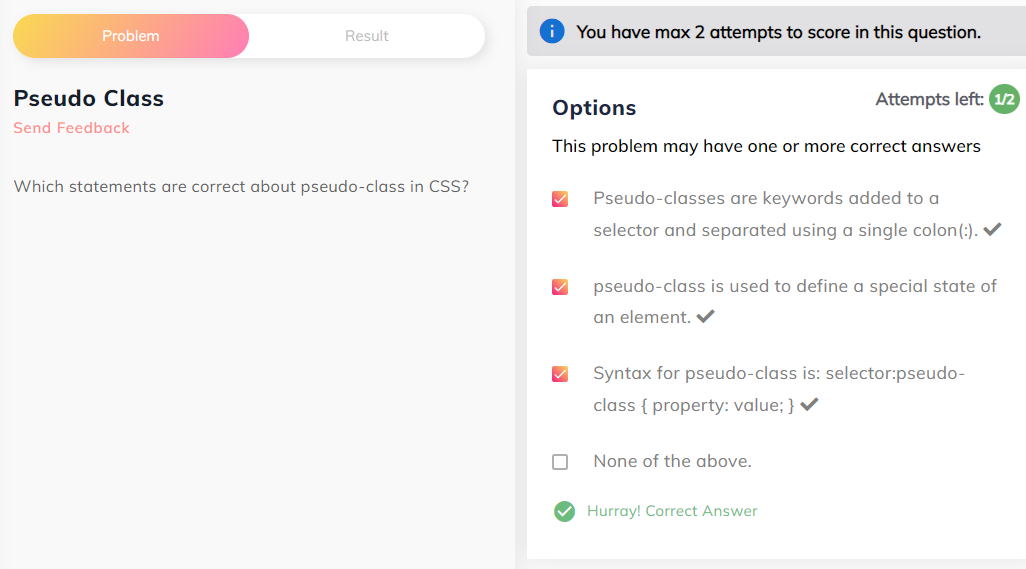 Problem
Result
Pseudo Class
Send Feedback
Which statements are correct about pseudo-class in CSS?
You have max 2 attempts to score in this question.
Options
Attempts left: 1/2
This problem may have one or more correct answers
Pseudo-classes are keywords added to a
selector and separated using a single colon(:).
pseudo-class is used to define a special state of
an element.
Syntax for pseudo-class is: selector:pseudo-
class { property: value; }
None of the above.
Hurray! Correct Answer